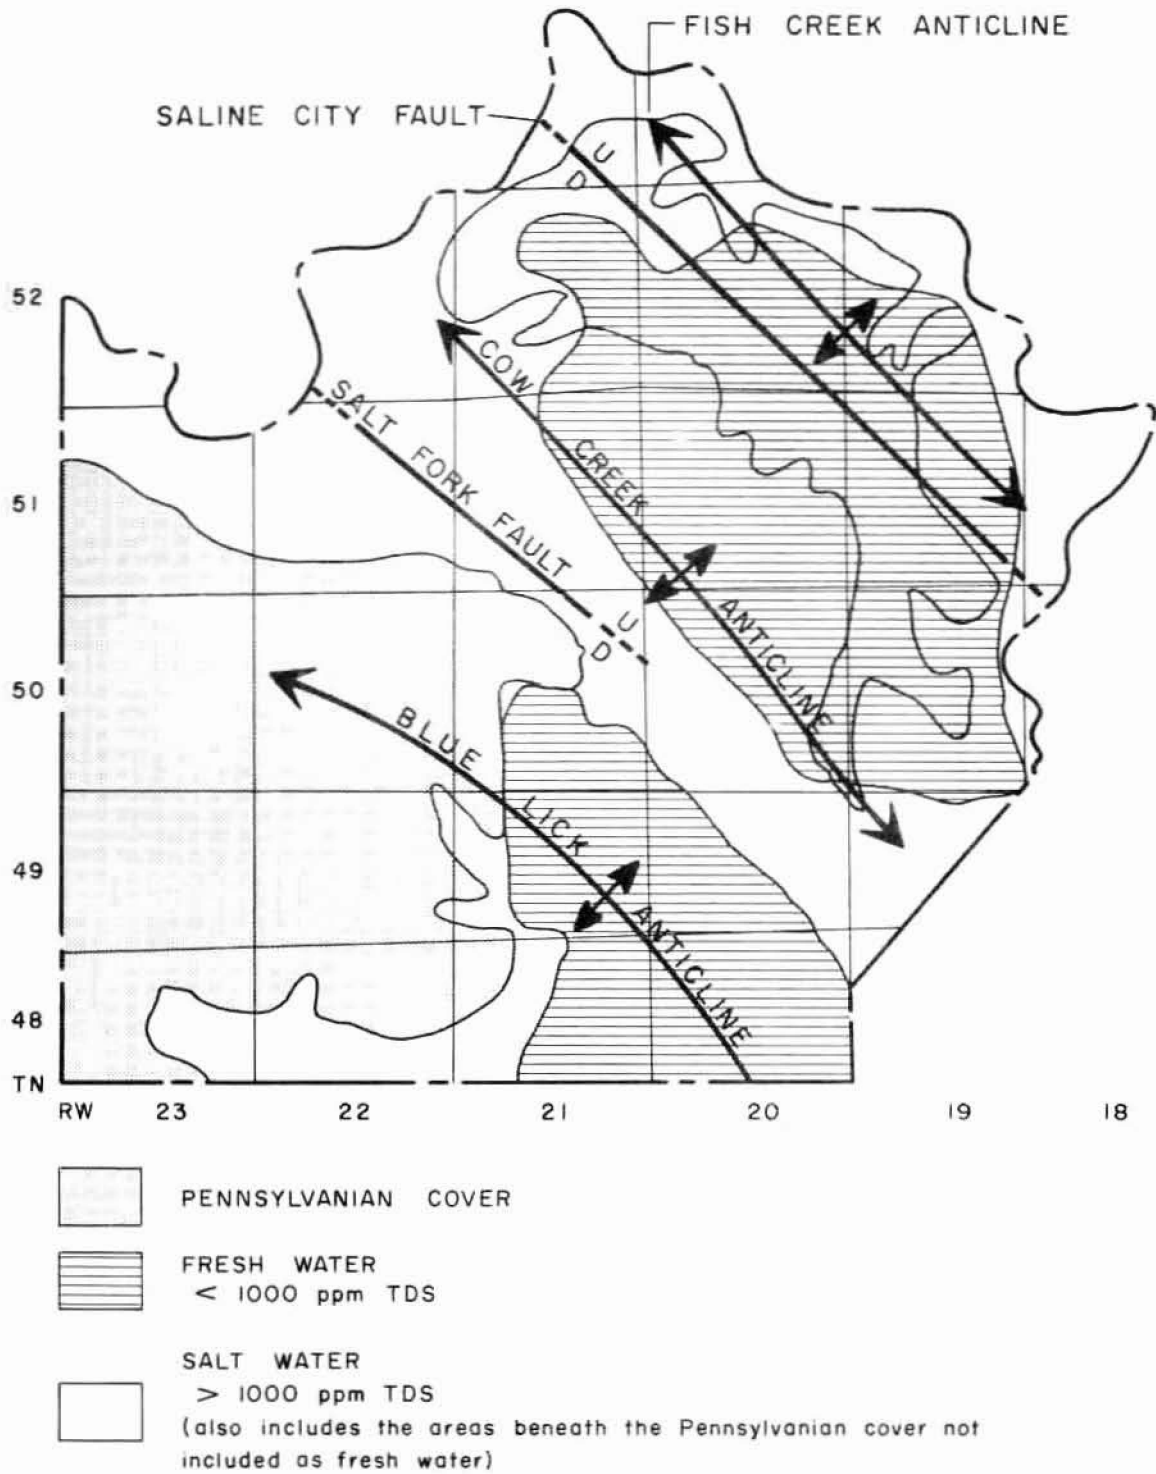 FISH CREEK ANTICLINE
SALINE CITY FAULT
U
D
52
COW CREEK ANTICLINE
SALT FORK FAULT
51
U
D
50
BLUE LICK ANTICLINE
49
48
TN
RW 23 22 21 20 19 18
PENNSYLVANIAN COVER
FRESH WATER
< 1000 ppm TDS
SALT WATER
> 1000 ppm TDS
(also includes the areas beneath the Pennsylvanian cover not
included as fresh water)